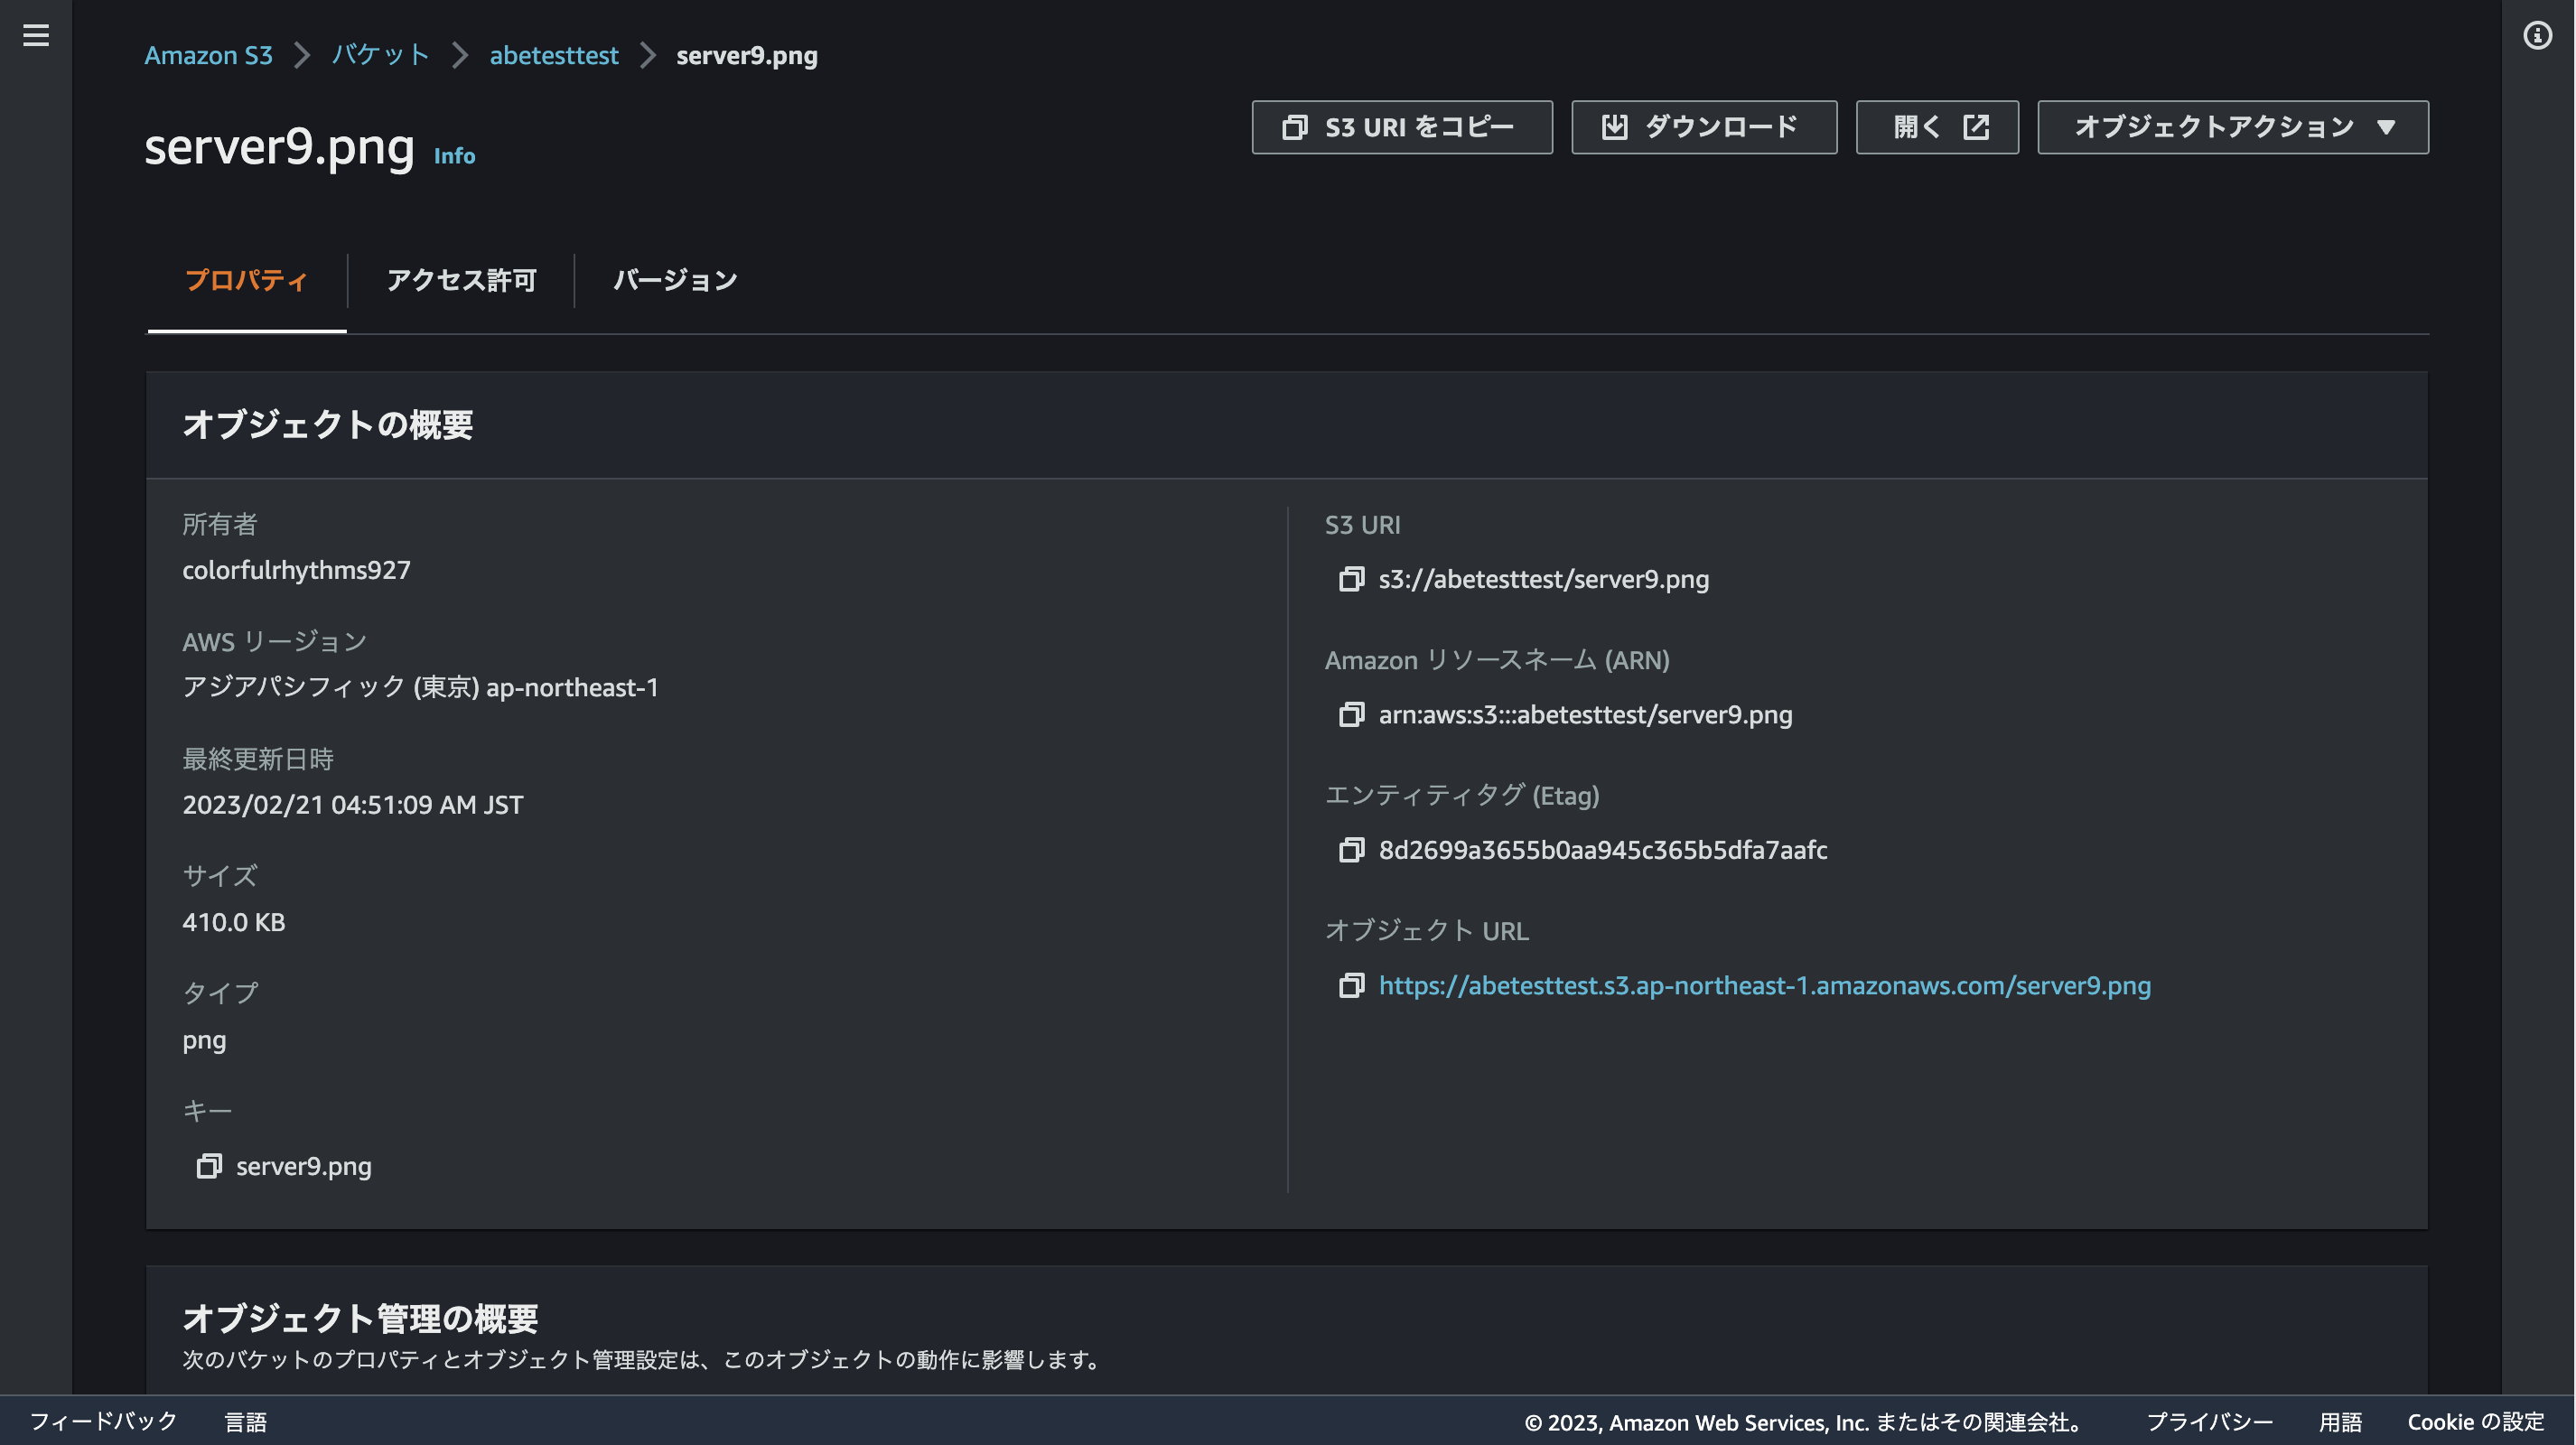 Amazon S3 バケット abetesttest server9.png
server9.png Info
S3 URI をコピー ダウンロード 開く オブジェクトアクション
プロパティ アクセス許可 バージョン
オブジェクトの概要
所有者
colorfulrhythms927
AWS リージョン
アジアパシフィック (東京) ap-northeast-1
最終更新日時
2023/02/21 04:51:09 AM JST
サイズ
410.0 KB
タイプ
png
キー
server9.png
S3 URI
s3://abetesttest/server9.png
Amazon リソースネーム (ARN)
arn:aws:s3:::abetesttest/server9.png
エンティティタグ (Etag)
8d2699a3655b0aa945c365b5dfa7aafc
オブジェクト URL
https://abetesttest.s3.ap-northeast-1.amazonaws.com/server9.png
オブジェクト管理の概要
次のバケットのプロパティとオブジェクト管理設定は、このオブジェクトの動作に影響します。
フィードバック 言語 © 2023, Amazon Web Services, Inc. またはその関連会社。 プライバシー 用語 Cookie の設定